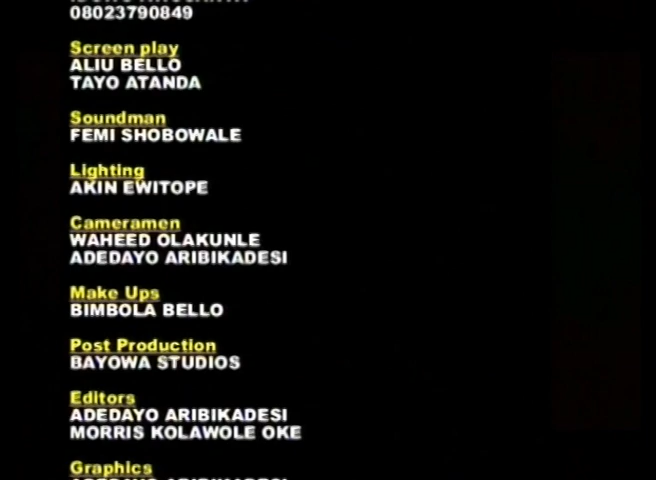 08023790849
Screen play
ALIU BELLO
TAYO ATANDA
Soundman
FEMI SHOBOWALE
Lighting
AKIN EWITOPE
Cameramen
WAHEED OLAKUNLE
ADEDAYO ARIBIKADESI
Make Ups
BIMBOLA BELLO
Post Production
BAYOWA STUDIOS
Editors
ADEDAYO ARIBIKADESI
MORRIS KOLAWOLE OKE
Graphics